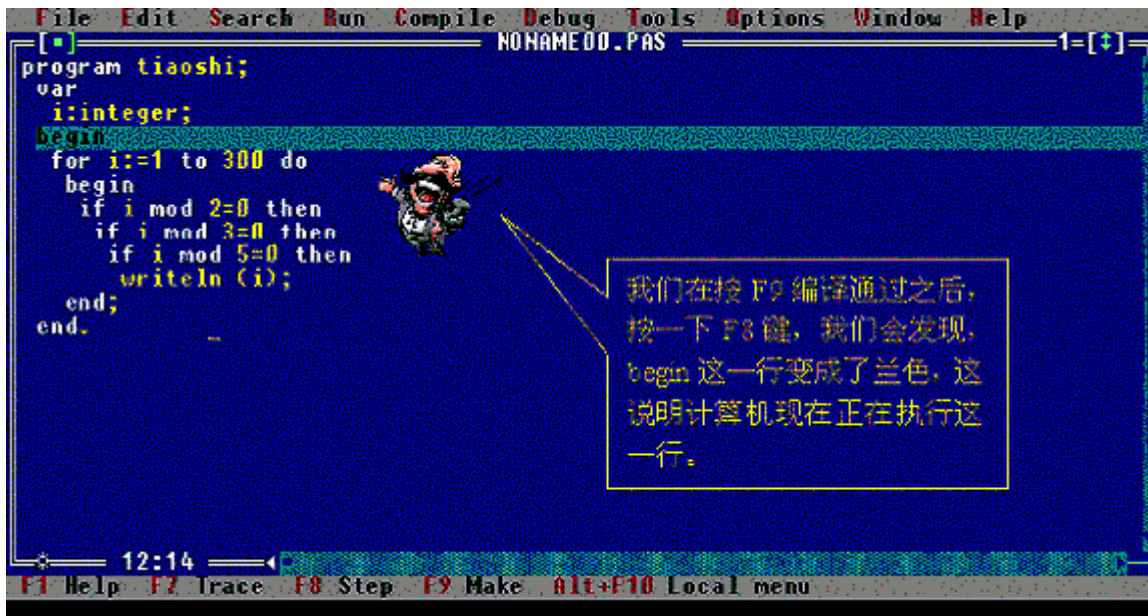 File Edit Search Run Compile Debug Tools Options Window Help
[■] NONAME00.PAS 1=[↕]
program tiaoshi;
var
i:integer;
begin
for i:=1 to 300 do
begin
if i mod 2=0 then
if i mod 3=0 then
if i mod 5=0 then
writeln (i);
end;
end.
我们在按 F9 编译通过之后,
按一下 F8 键,我们会发现,
begin 这一行变成了兰色,这
说明计算机现在正在执行这
一行。
12:14
F1 Help F7 Trace F8 Step F9 Make Alt+F10 Local menu